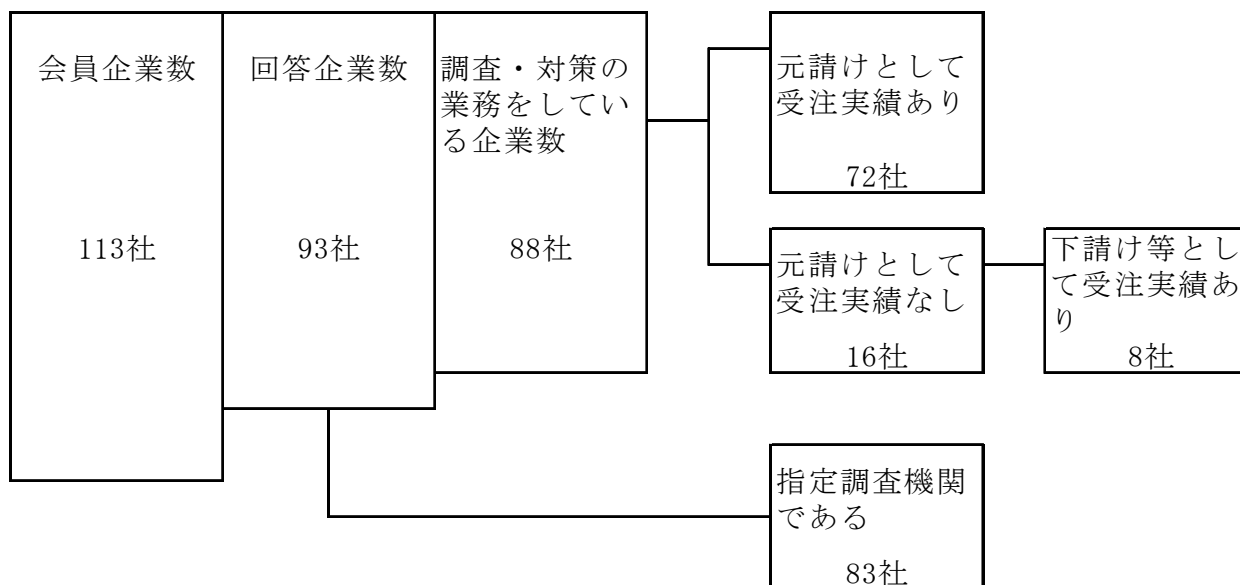 会員企業数
113社
回答企業数
93社
調査・対策の
業務をしてい
る企業数
88社
元請けとして
受注実績あり
72社
元請けとして
受注実績なし
16社
下請け等とし
て受注実績あ
り
8社
指定調査機関
である
83社